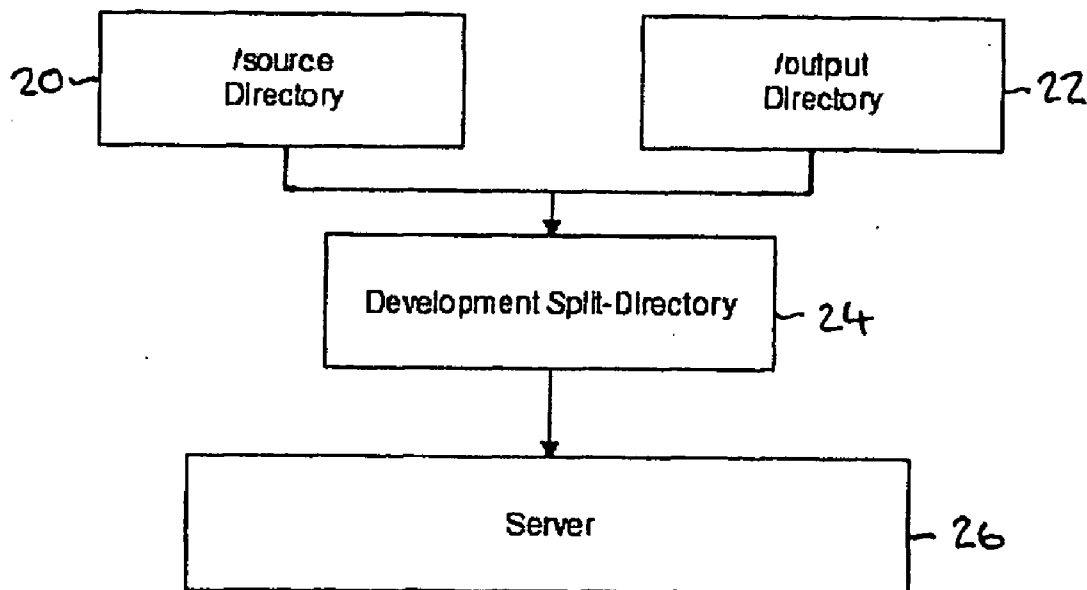 20
/source
Directory
/output
Directory
22
Development Split-Directory
24
Server
26